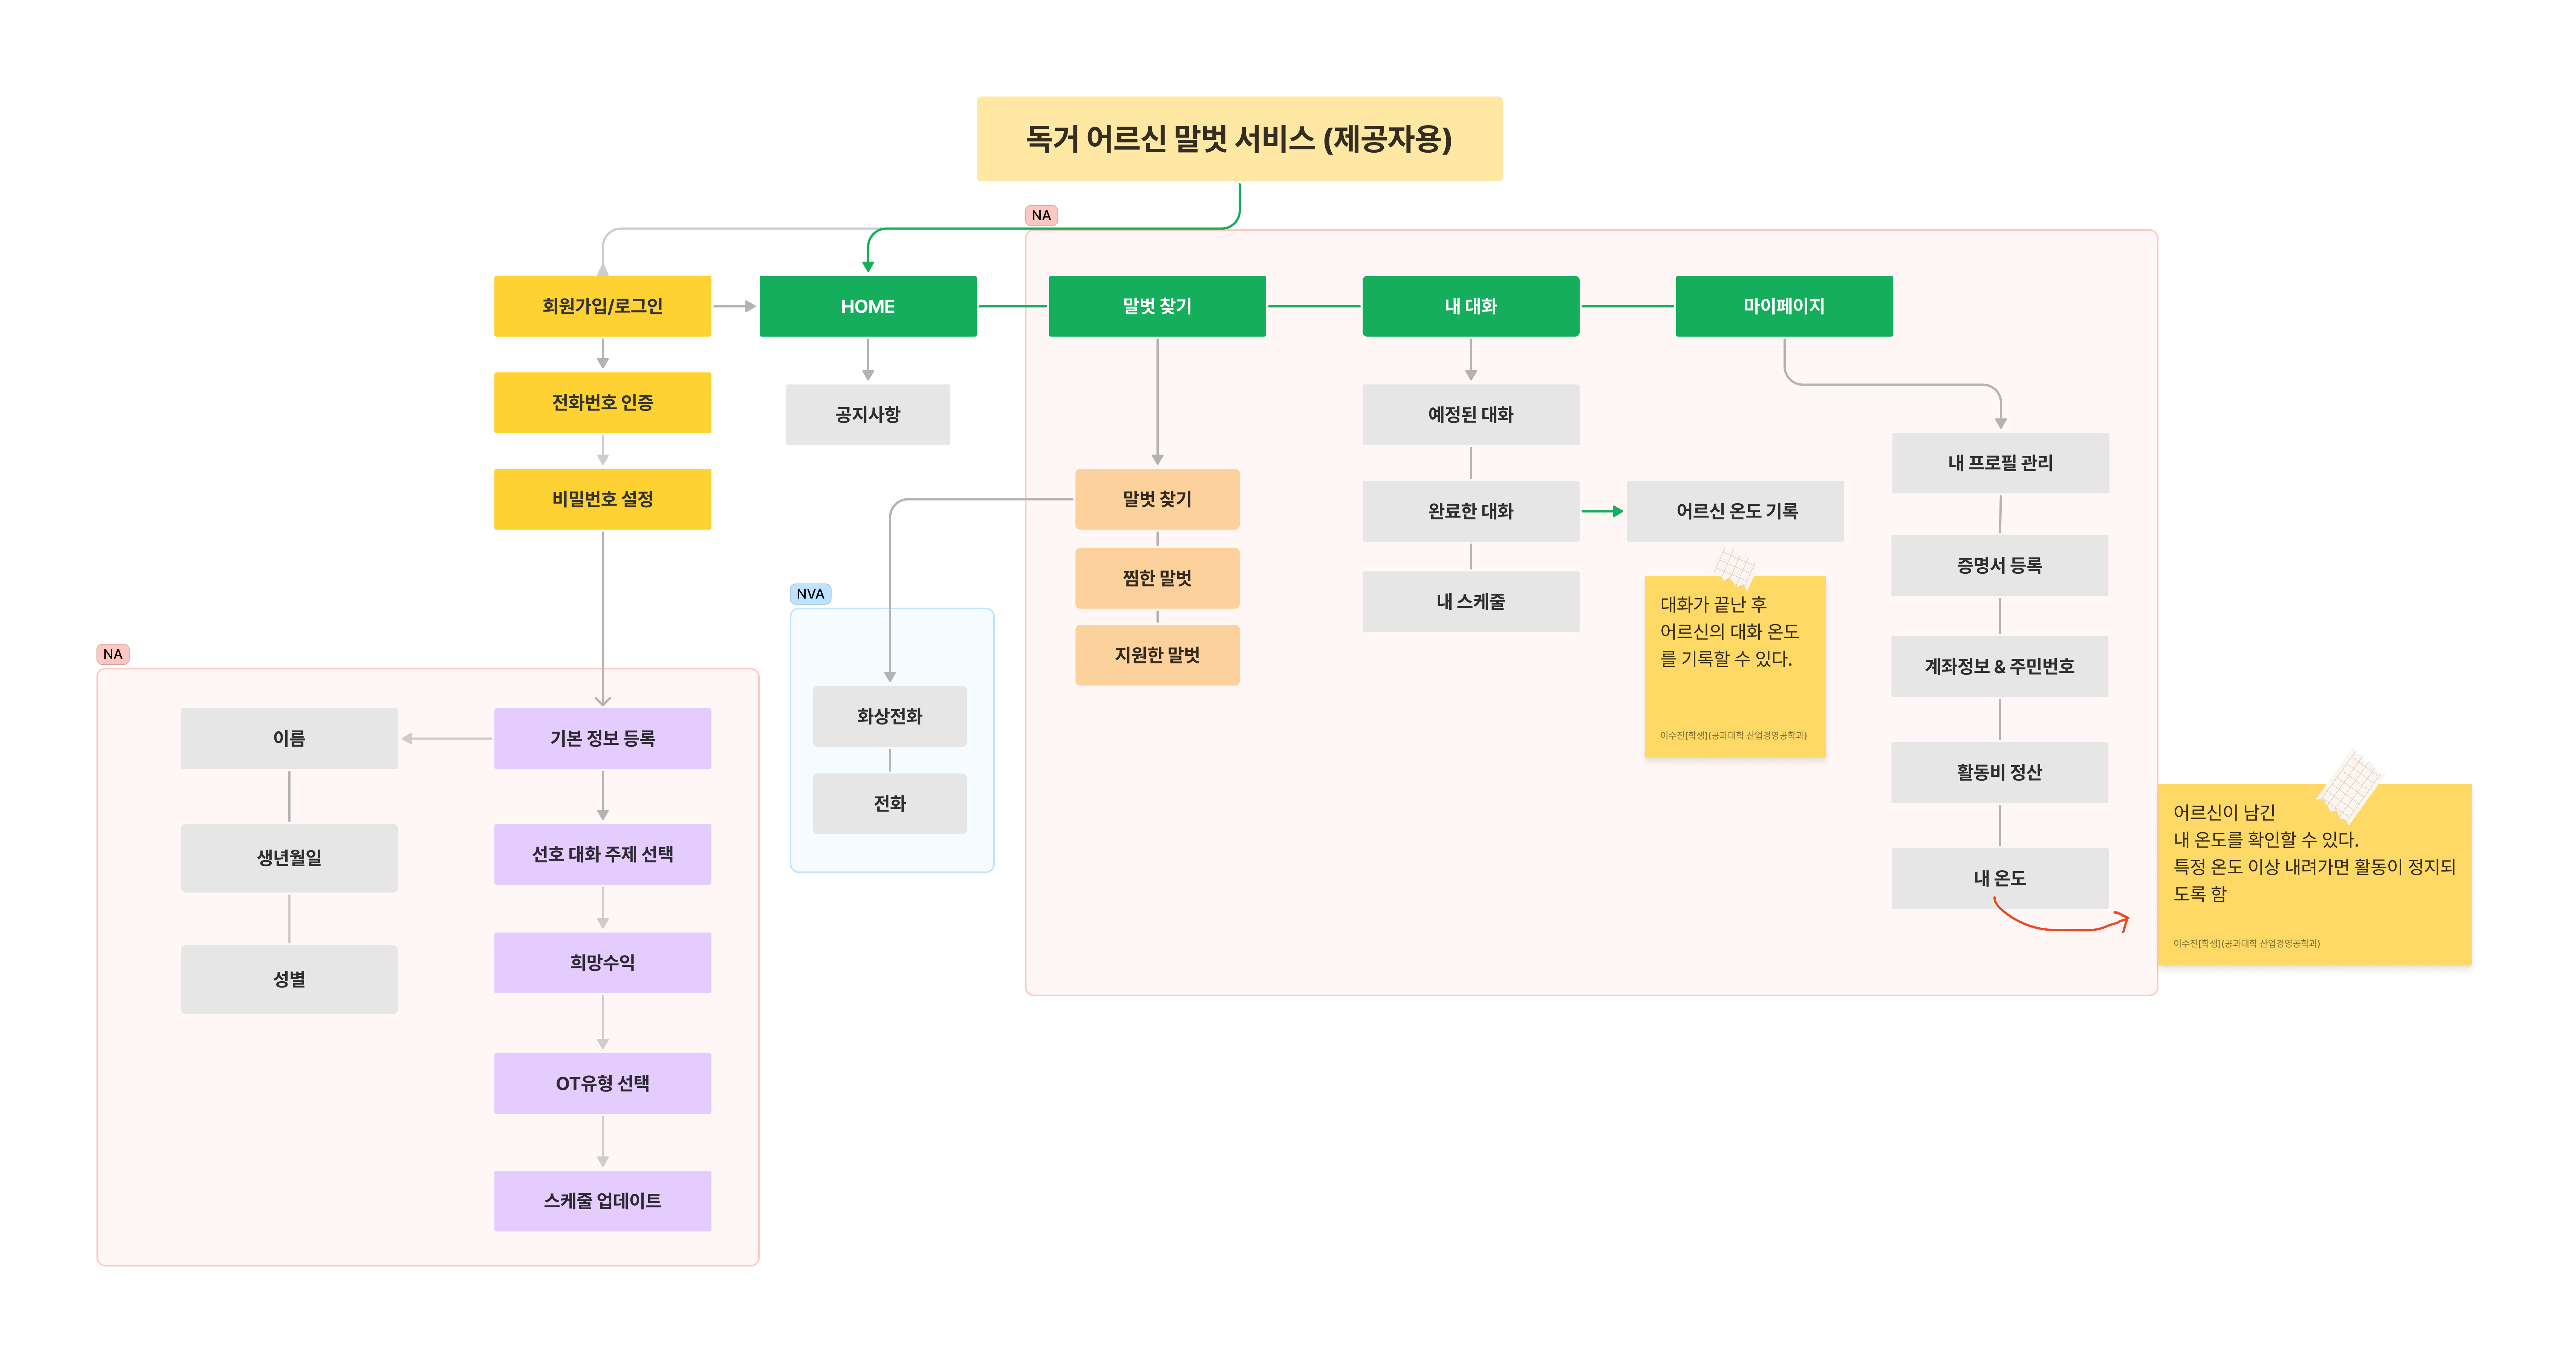 독거 어르신 말벗 서비스 (제공자용)
NA
회원가입/로그인
HOME
말벗 찾기
내 대화
마이페이지
전화번호 인증
공지사항
예정된 대화
내 프로필 관리
비밀번호 설정
말벗 찾기
완료한 대화
어르신 온도 기록
찜한 말벗
내 스케줄
증명서 등록
지원한 말벗
대화가 끝난 후
어르신의 대화 온도
를 기록할 수 있다.
이수진[학생](공과대학 산업경영공학과)
계좌정보 & 주민번호
활동비 정산
내 온도
어르신이 남긴
내 온도를 확인할 수 있다.
특정 온도 이상 내려가면 활동이 정지되
도록 함
이수진[학생](공과대학 산업경영공학과)
NVA
화상전화
전화
NA
이름
기본 정보 등록
생년월일
선호 대화 주제 선택
성별
희망수익
OT유형 선택
스케줄 업데이트